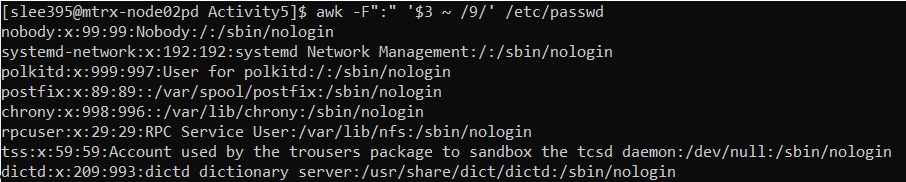 [slee395@mtrx-node02pd Activity5]$ awk -F":" '$3 ~ /9/' /etc/passwd
nobody:x:99:99:Nobody:/:/sbin/nologin
systemd-network:x:192:192:systemd Network Management:/:/sbin/nologin
polkitd:x:999:997:User for polkitd:/:/sbin/nologin
postfix:x:89:89::/var/spool/postfix:/sbin/nologin
chrony:x:998:996::/var/lib/chrony:/sbin/nologin
rpcuser:x:29:29:RPC Service User:/var/lib/nfs:/sbin/nologin
tss:x:59:59:Account used by the trousers package to sandbox the tcsd daemon:/dev/null:/sbin/nologin
dictd:x:209:993:dictd dictionary server:/usr/share/dict/dictd:/sbin/nologin